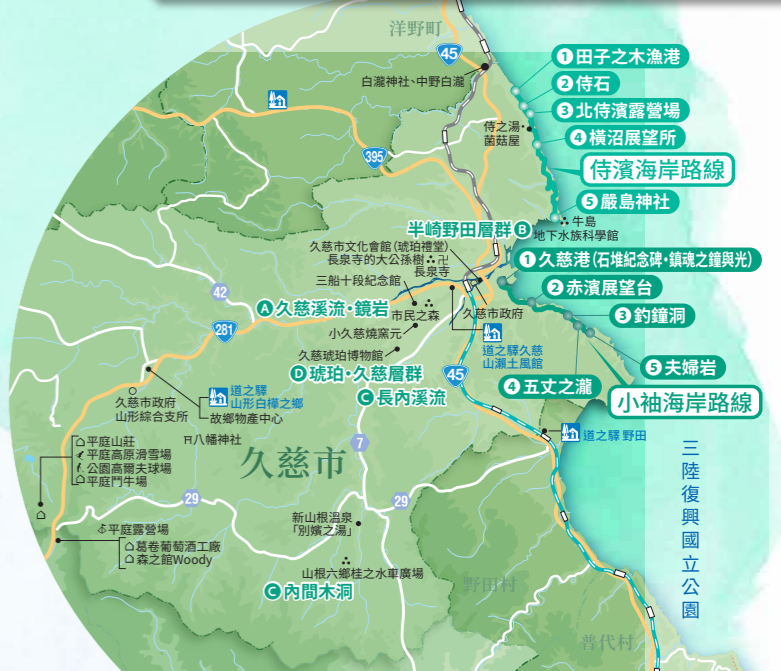 洋野町
45
白瀧神社、中野白瀧
❶田子之木漁港
❷侍石
❸北侍濱露營場
❹橫沼展望所
侍之湯・
菌菇屋
395
侍濱海岸路線
❺嚴島神社
牛島
地下水族科學館
半崎野田層群Ⓑ
久慈市文化會館(琥珀禮堂)
長泉寺的大公孫樹
卍
長泉寺
❶久慈港(石堆紀念碑・鎮魂之鐘與光)
三船十段紀念館
❷赤濱展望台
42
Ⓐ久慈溪流・鏡岩
市民之森
久慈市政府
❸釣鐘洞
281
小久慈燒窯元
久慈琥珀博物館
道之驛久慈
山瀨土風館
❺夫婦岩
Ⓓ琥珀・久慈層群
45
❹五丈之瀧
小袖海岸路線
Ⓒ長內溪流
久慈市政府
山形綜合支所
道之驛
山形白樺之鄉
故鄉物產中心
道之驛 野田
八幡神社
7
平庭山莊
平庭高原滑雪場
公園高爾夫球場
平庭鬥牛場
久慈市
三陸復興國立公園
29
29
新山根溫泉
「別嬪之湯」
平庭露營場
葛卷葡萄酒工廠
森之館Woody
山根六鄉桂之水車廣場
Ⓒ內間木洞
野田村
普代村